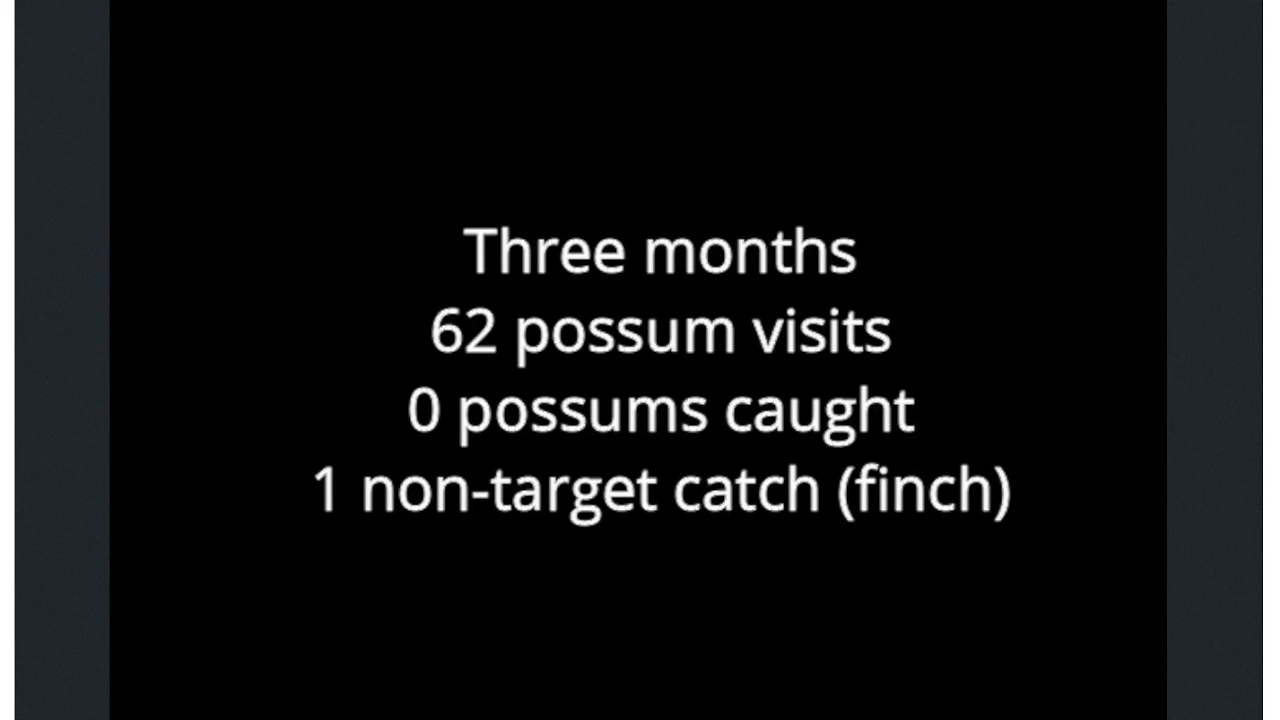 Three months
62 possum visits
0 possums caught
1 non-target catch (finch)